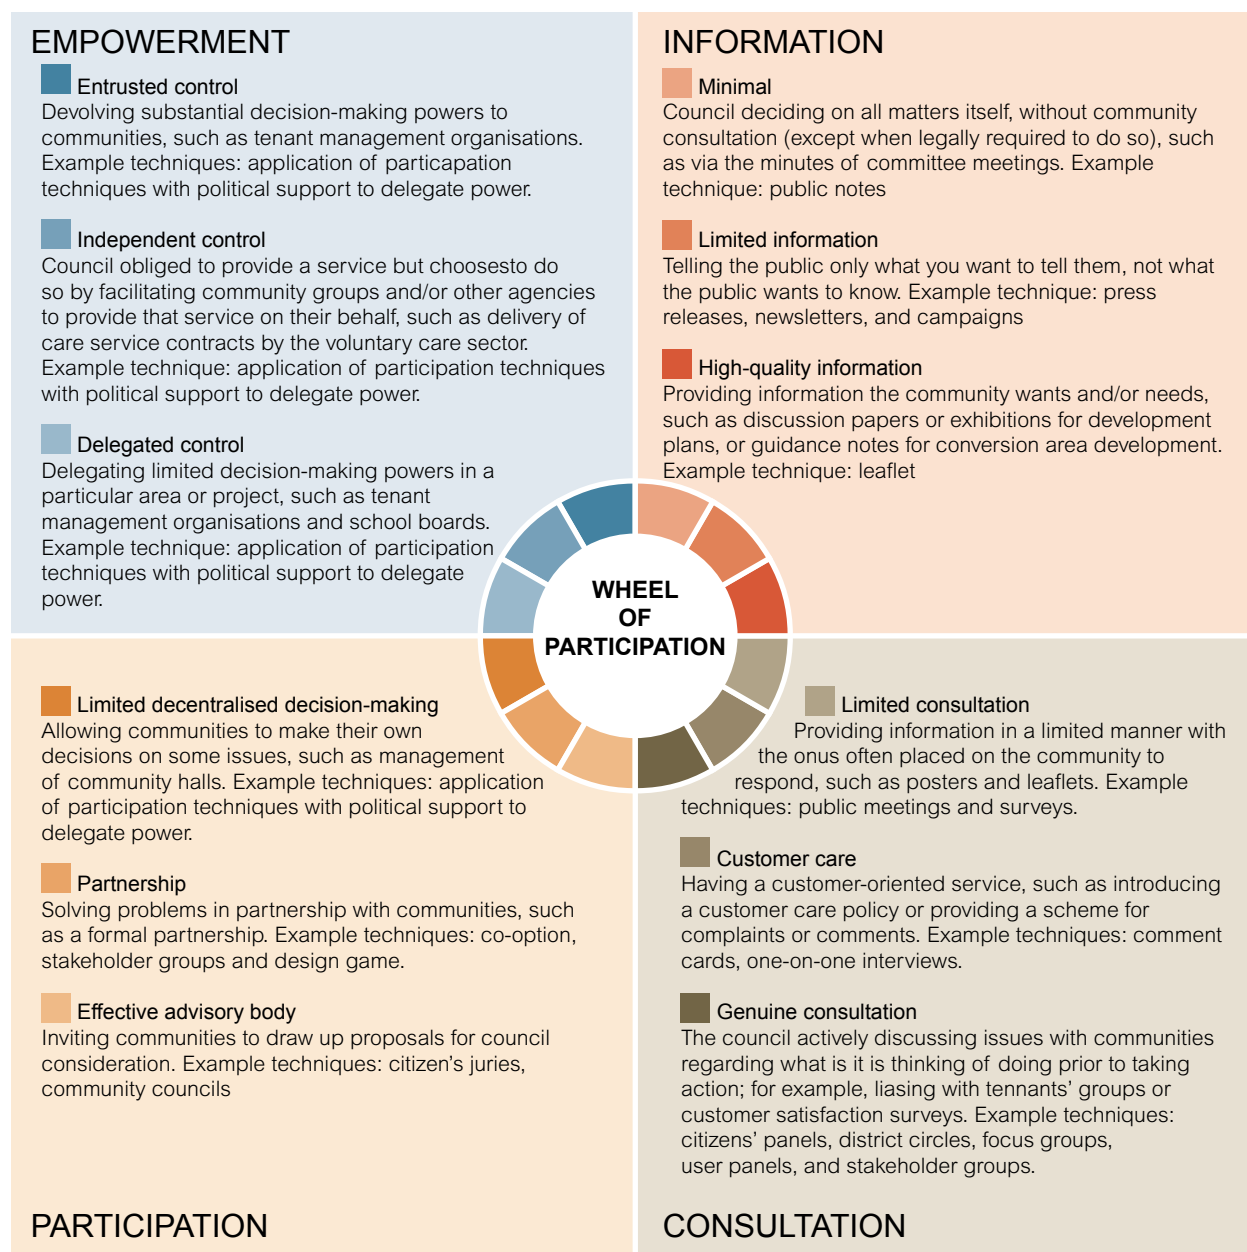 EMPOWERMENT
Entrusted control
Devolving substantial decision-making powers to
communities, such as tenant management organisations.
Example techniques: application of particapation
techniques with political support to delegate power.
Independent control
Council obliged to provide a service but choosesto do
so by facilitating community groups and/or other agencies
to provide that service on their behalf, such as delivery of
care service contracts by the voluntary care sector.
Example technique: application of participation techniques
with political support to delegate power.
Delegated control
Delegating limited decision-making powers in a
particular area or project, such as tenant
management organisations and school boards.
Example technique: application of participation
techniques with political support to delegate
power.
INFORMATION
Minimal
Council deciding on all matters itself, without community
consultation (except when legally required to do so), such
as via the minutes of committee meetings. Example
technique: public notes
Limited information
Telling the public only what you want to tell them, not what
the public wants to know. Example technique: press
releases, newsletters, and campaigns
High-quality information
Providing information the community wants and/or needs,
such as discussion papers or exhibitions for development
plans, or guidance notes for conversion area development.
Example technique: leaflet
WHEEL
OF
PARTICIPATION
Limited decentralised decision-making
Allowing communities to make their own
decisions on some issues, such as management
of community halls. Example techniques: application
of participation techniques with political support to
delegate power.
Partnership
Solving problems in partnership with communities, such
as a formal partnership. Example techniques: co-option,
stakeholder groups and design game.
Effective advisory body
Inviting communities to draw up proposals for council
consideration. Example techniques: citizen's juries,
community councils
PARTICIPATION
Limited consultation
Providing information in a limited manner with
the onus often placed on the community to
respond, such as posters and leaflets. Example
techniques: public meetings and surveys.
Customer care
Having a customer-oriented service, such as introducing
a customer care policy or providing a scheme for
complaints or comments. Example techniques: comment
cards, one-on-one interviews.
Genuine consultation
The council actively discussing issues with communities
regarding what is it is thinking of doing prior to taking
action; for example, liasing with tennants' groups or
customer satisfaction surveys. Example techniques:
citizens' panels, district circles, focus groups,
user panels, and stakeholder groups.
CONSULTATION